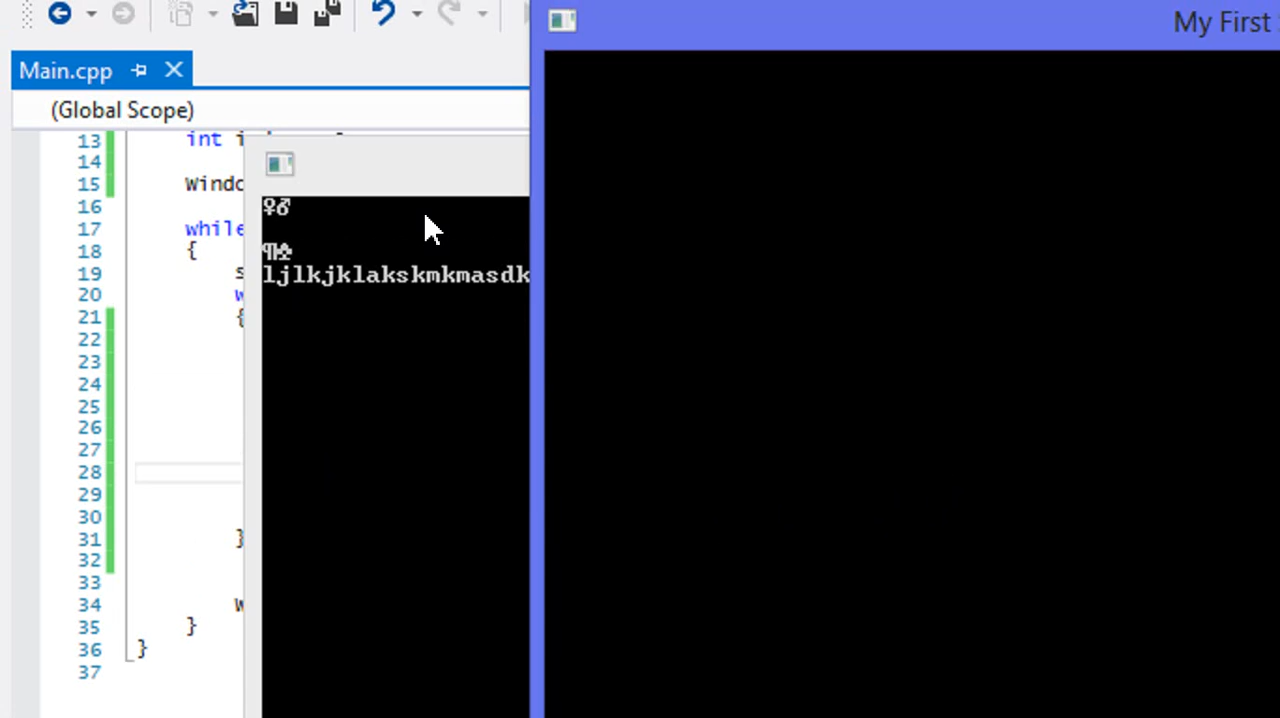 My First
Main.cpp
(Global Scope)
13 int
14
15 Windo
16
17 while
18 {
19 s
20 w
21 {
22
23
24
25
26
27
28
29
30
31 }
32
33
34 w
35 }
36 }
37
♀♂
ljlkjklakskmkmasdk